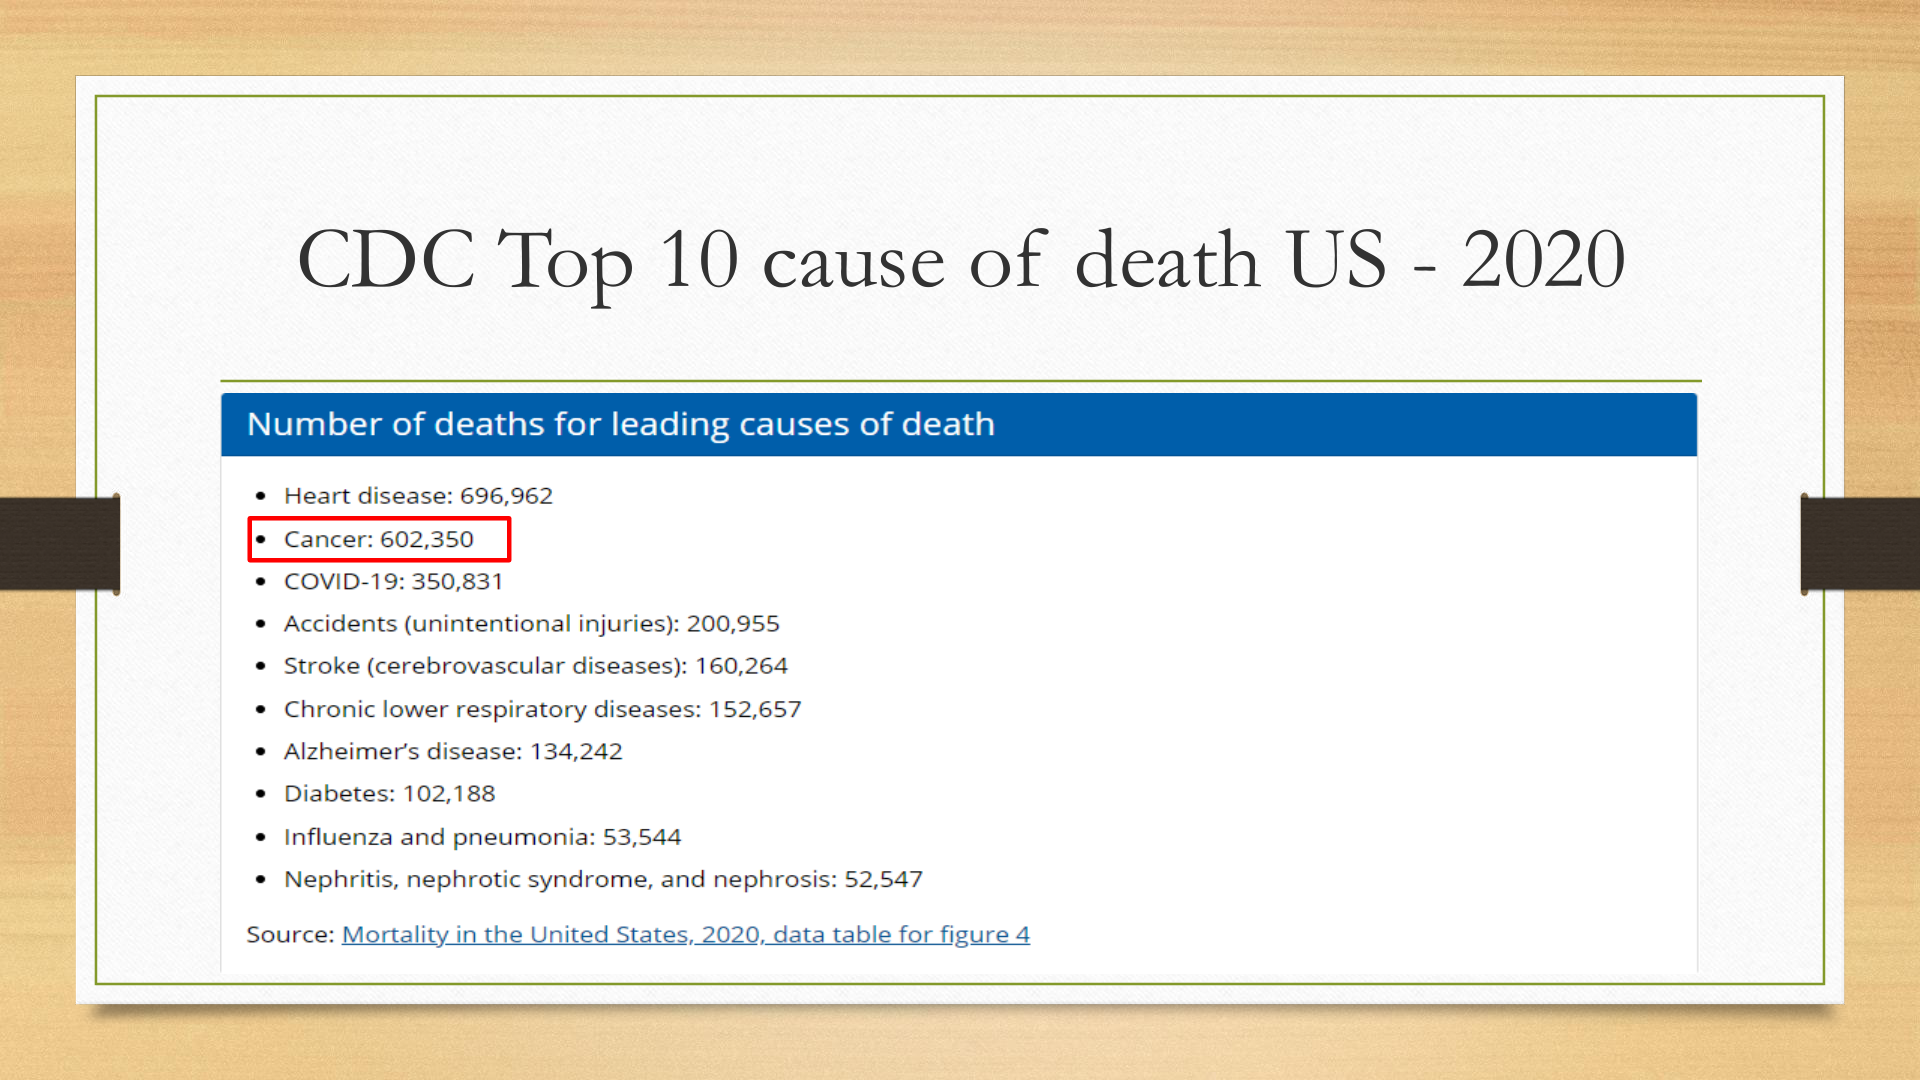 CDC Top 10 cause of death US - 2020
Number of deaths for leading causes of death
• Heart disease: 696,962
• Cancer: 602,350
• COVID-19: 350,831
• Accidents (unintentional injuries): 200,955
• Stroke (cerebrovascular diseases): 160,264
• Chronic lower respiratory diseases: 152,657
• Alzheimer’s disease: 134,242
• Diabetes: 102,188
• Influenza and pneumonia: 53,544
• Nephritis, nephrotic syndrome, and nephrosis: 52,547
Source: Mortality in the United States, 2020, data table for figure 4